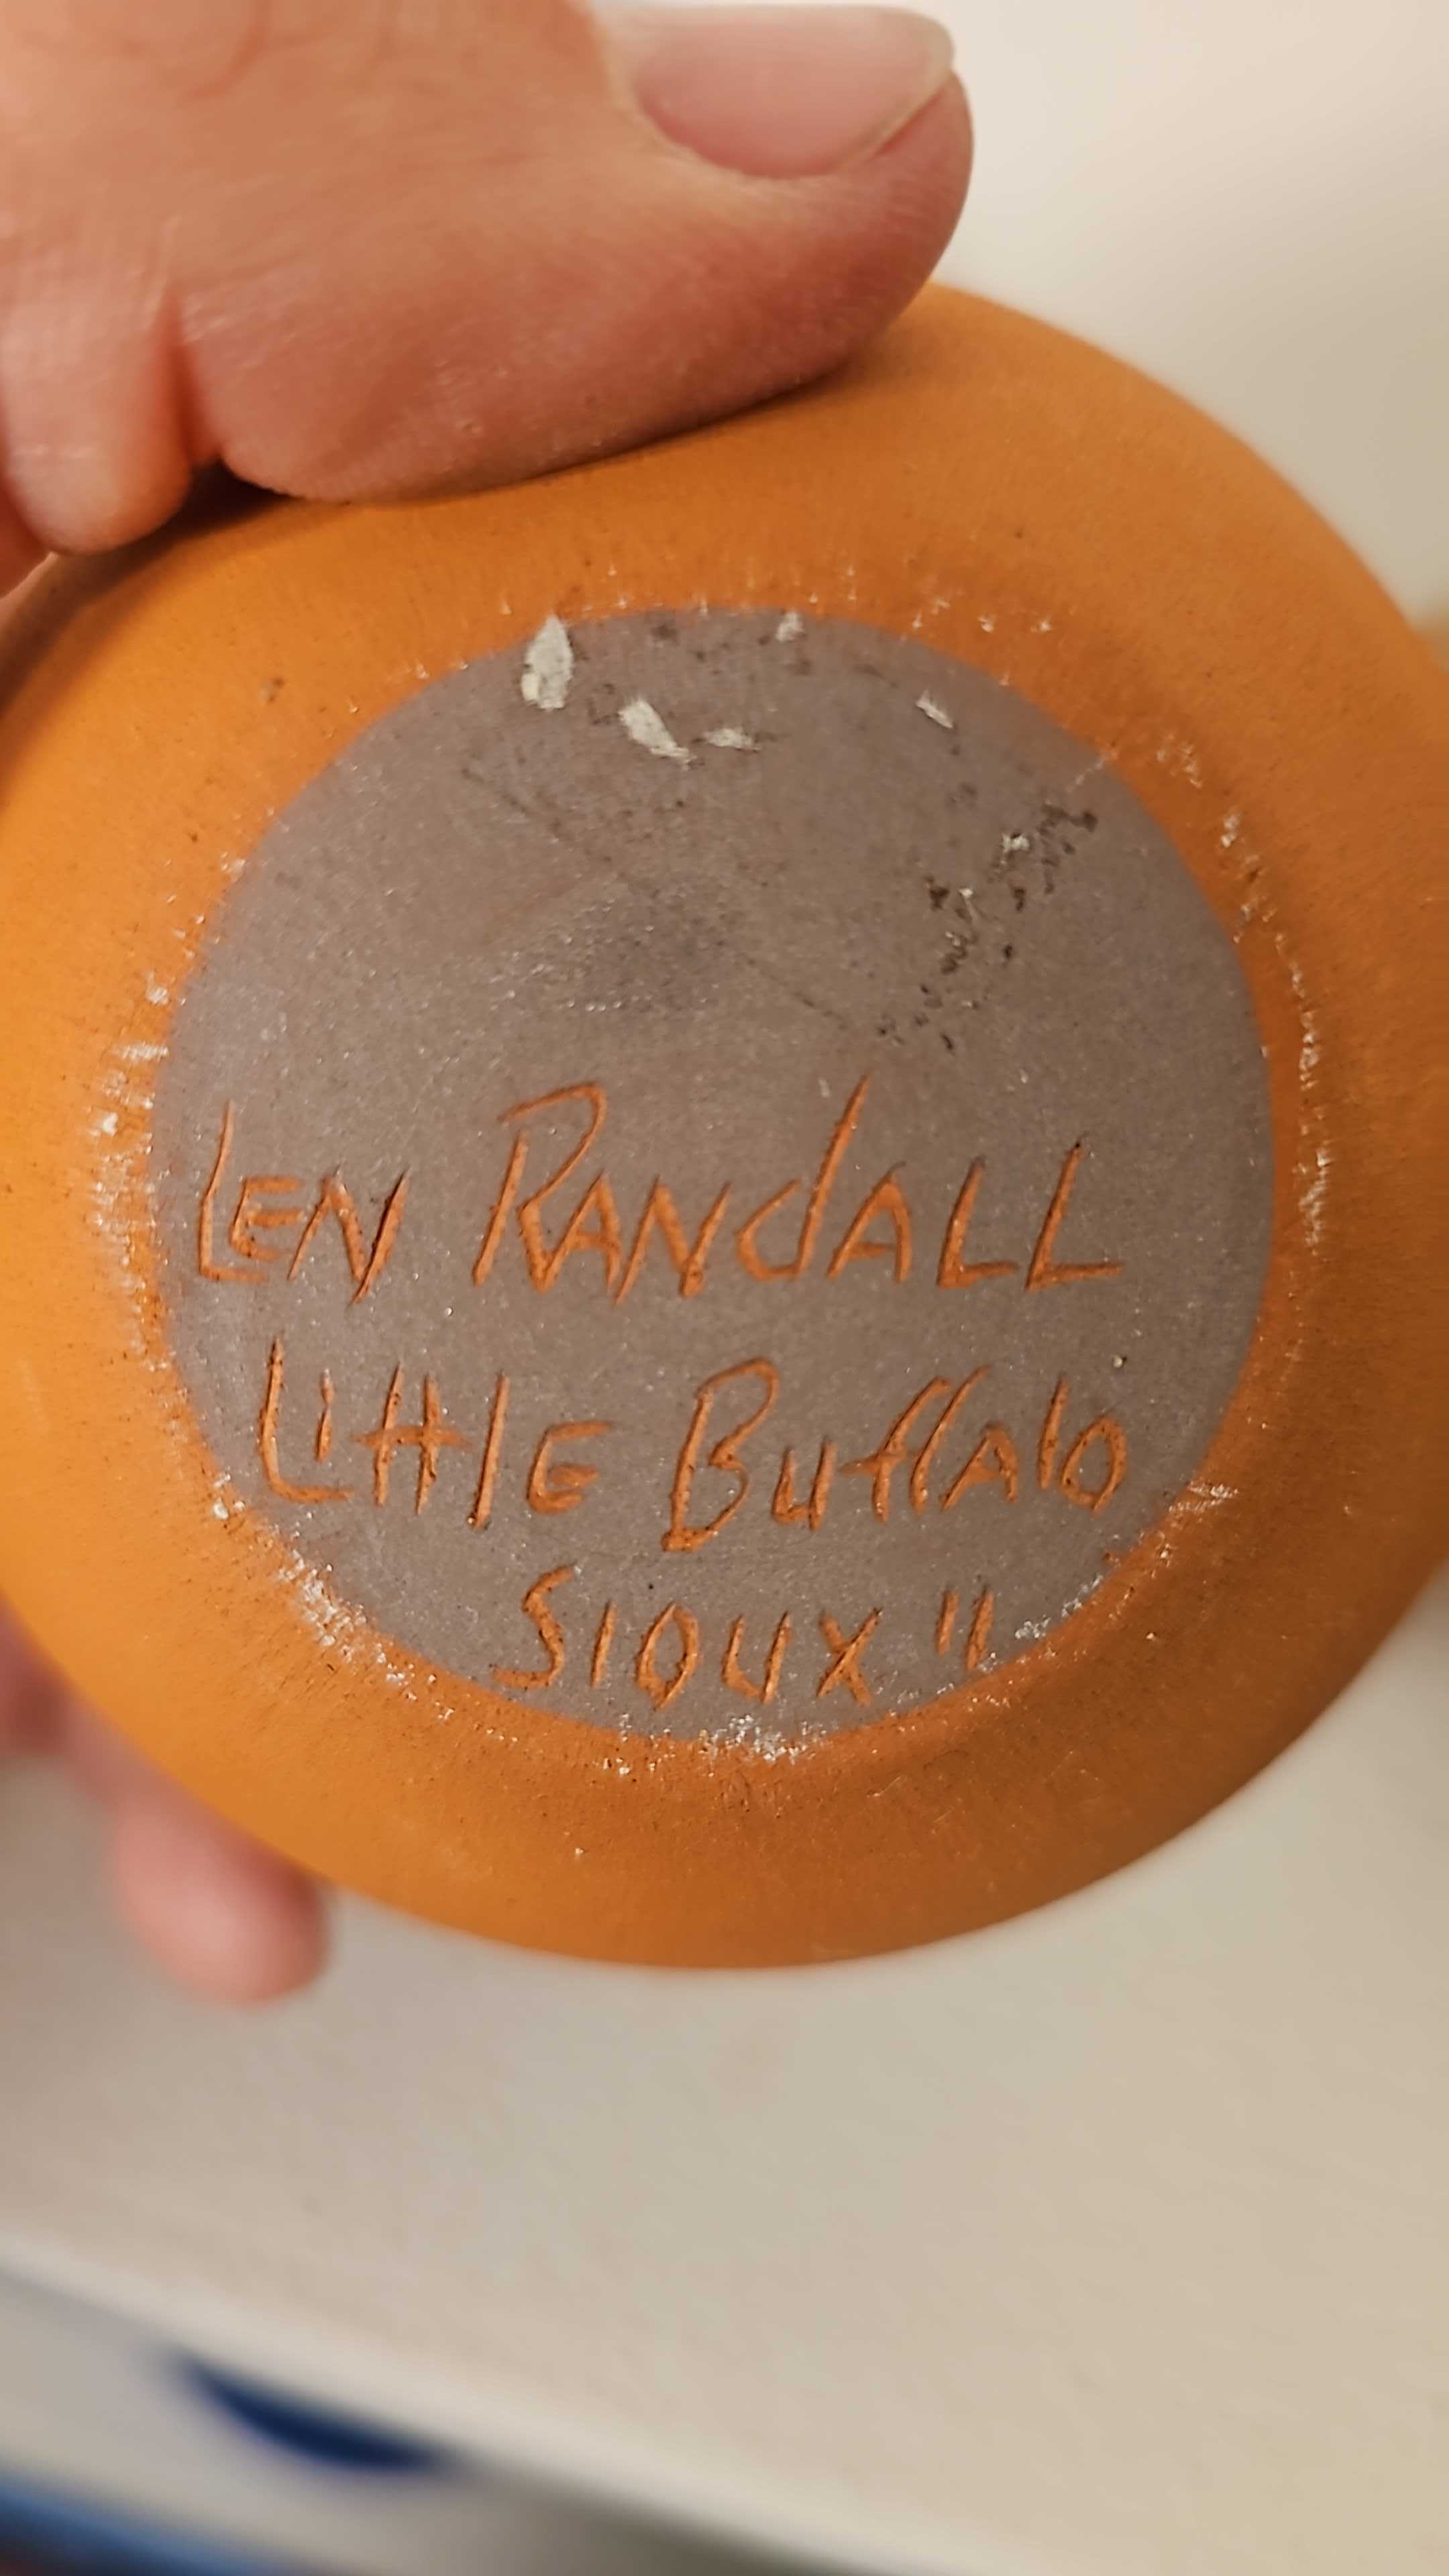 LEN RANdALL
LittlE Buffalo
SIOUX "